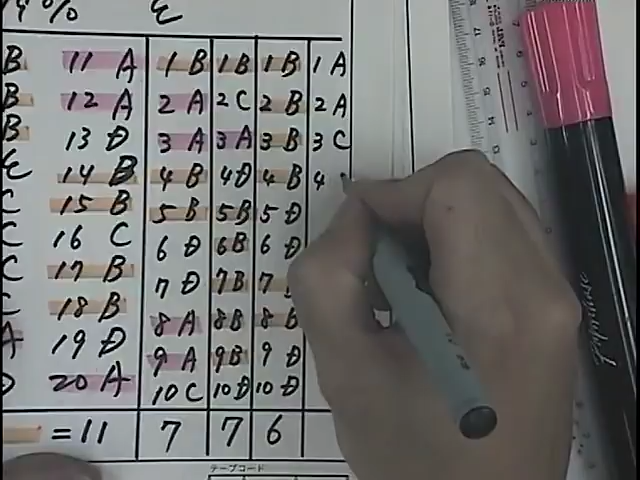 14% E
B 11 A 1 B 1 B 1 B 1 A
B 12 A 2 A 2 C 2 B 2 A
B 13 D 3 A 3 A 3 B 3 C
E 14 B 4 B 4 D 4 B 4
C 15 B 5 B 5 B 5 D
C 16 C 6 D 6 B 6 D
C 17 B 7 D 7 B 7
C 18 B 8 A 8 B 8 B
A 19 D 9 A 9 B 9 D
D 20 A 10 C 10 D 10 D
=11 7 7 6
テープコード